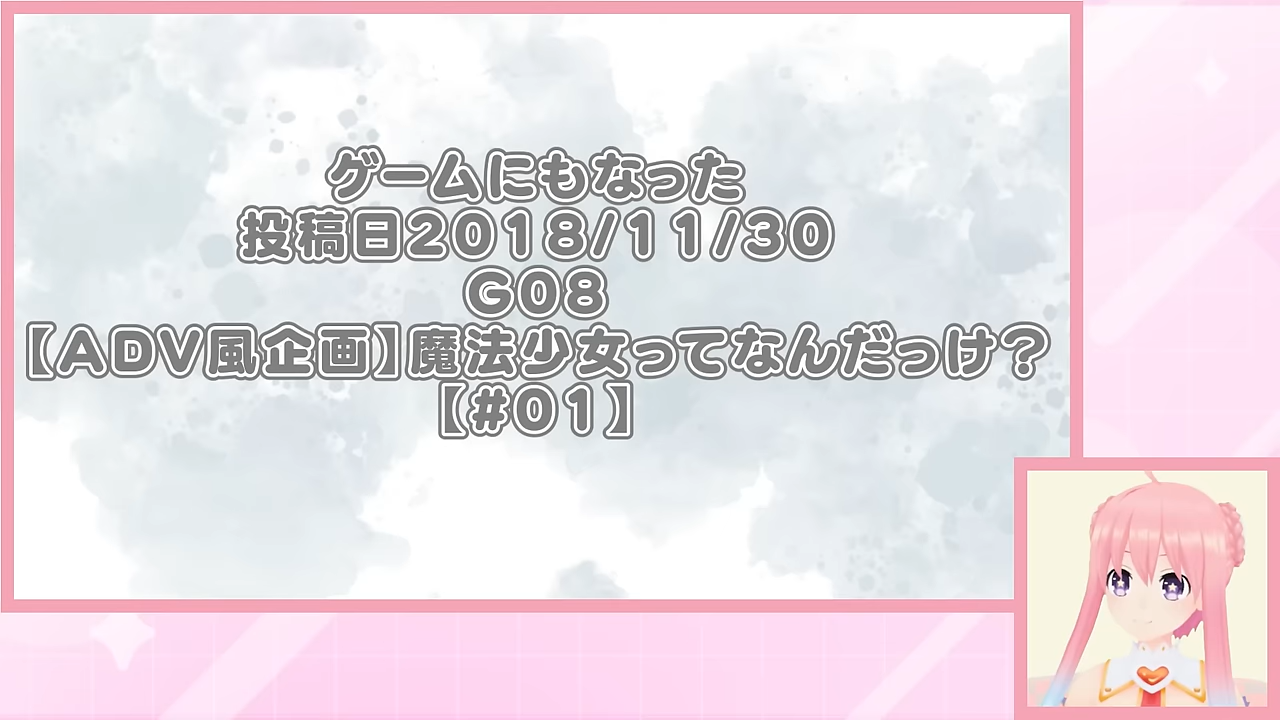 ゲームにもなった
投稿日2018/11/30
G08
【ADV風企画】魔法少女ってなんだっけ？
【#01】